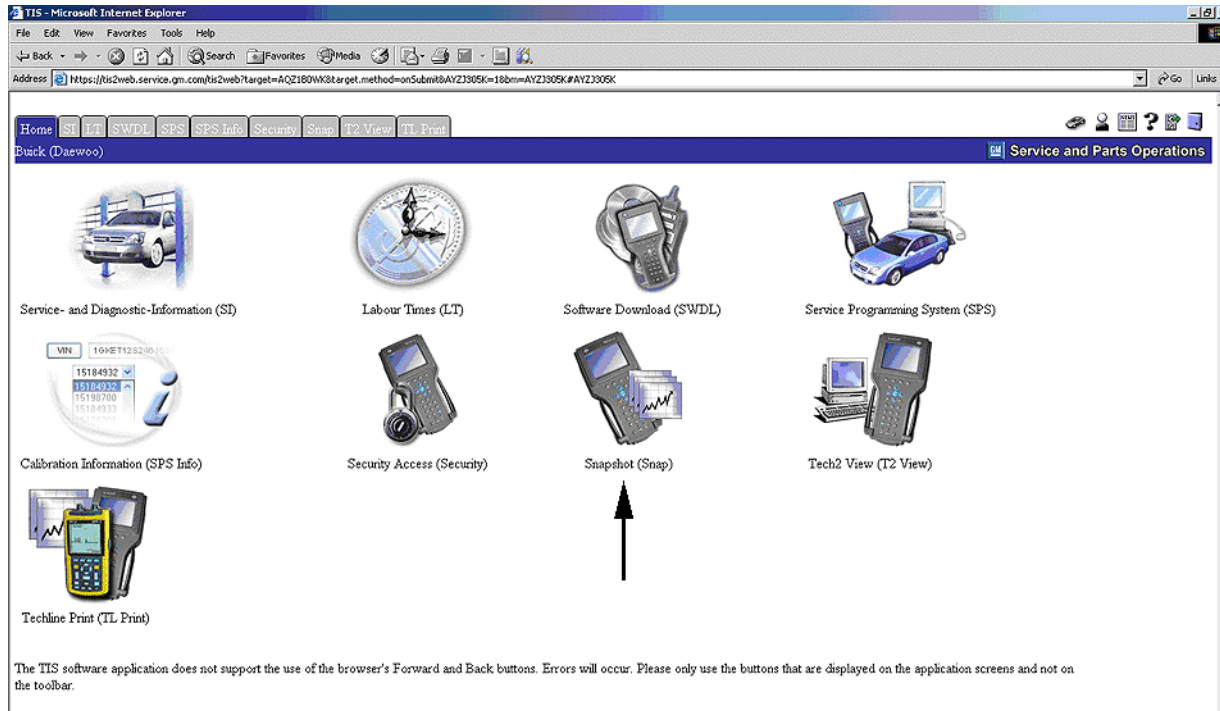 TIS - Microsoft Internet Explorer
File Edit View Favorites Tools Help
Back Search Favorites Media
Address https://tis2web.service.gm.com/tis2web?target=AQZ1B0WK&target.method=onSubmit&AYZJ305K=1&bm=AYZJ305K#AYZJ305K Go Links
Home SI LT SWDL SPS SPS Info Security Snap T2 View TL Print
Buick (Daewoo) GM Service and Parts Operations
Service- and Diagnostic-Information (SI) Labour Times (LT) Software Download (SWDL) Service Programming System (SPS)
VIN
15184932
15184932
15198700
15184933
Calibration Information (SPS Info) Security Access (Security) Snapshot (Snap) Tech2 View (T2 View)
Techline Print (TL Print)
The TIS software application does not support the use of the browser's Forward and Back buttons. Errors will occur. Please only use the buttons that are displayed on the application screens and not on
the toolbar.